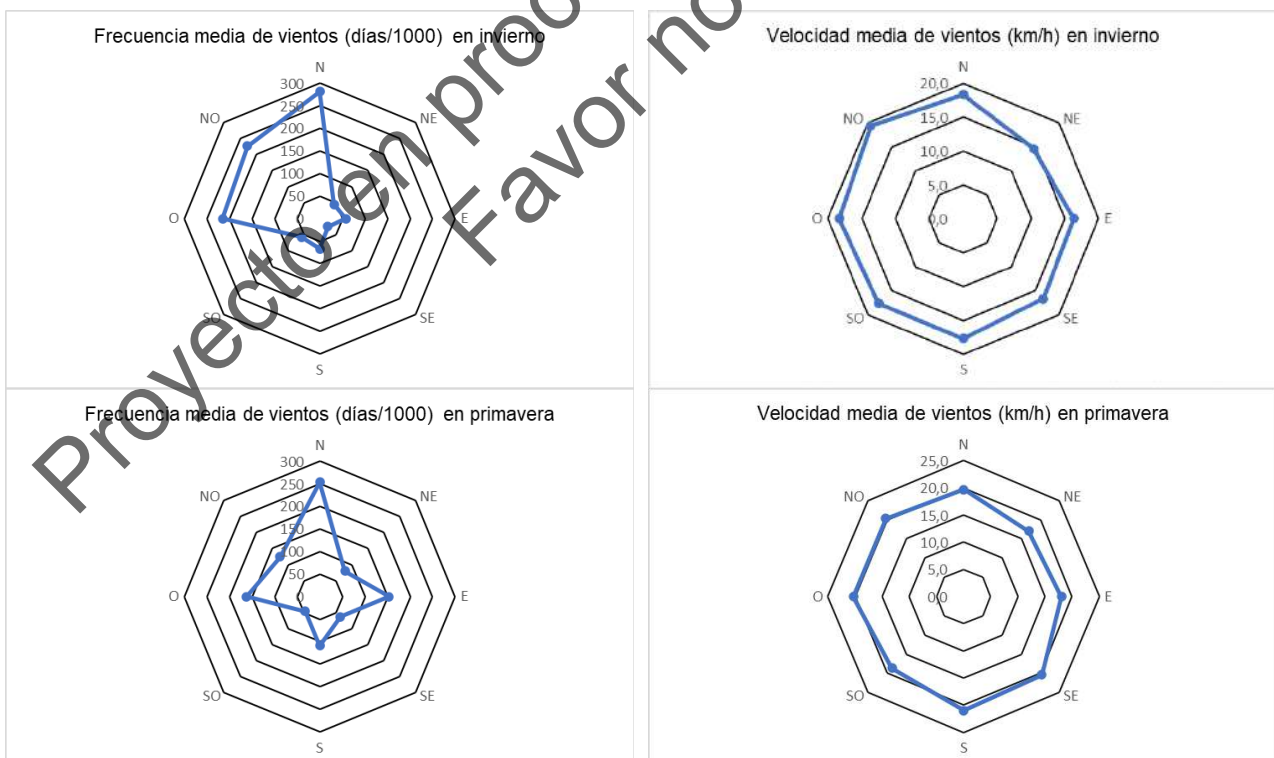 Frecuencia media de vientos (días/1000) en invierno
N
300
250
200
150
100
50
0
NE
E
SE
S
SO
O
NO
Velocidad media de vientos (km/h) en invierno
N
20,0
15,0
10,0
5,0
0,0
NE
E
SE
S
SO
O
NO
Frecuencia media de vientos (días/1000) en primavera
N
300
250
200
150
100
50
0
NE
E
SE
S
SO
O
NO
Velocidad media de vientos (km/h) en primavera
N
25,0
20,0
15,0
10,0
5,0
0,0
NE
E
SE
S
SO
O
NO
Proyecto en
Favor no